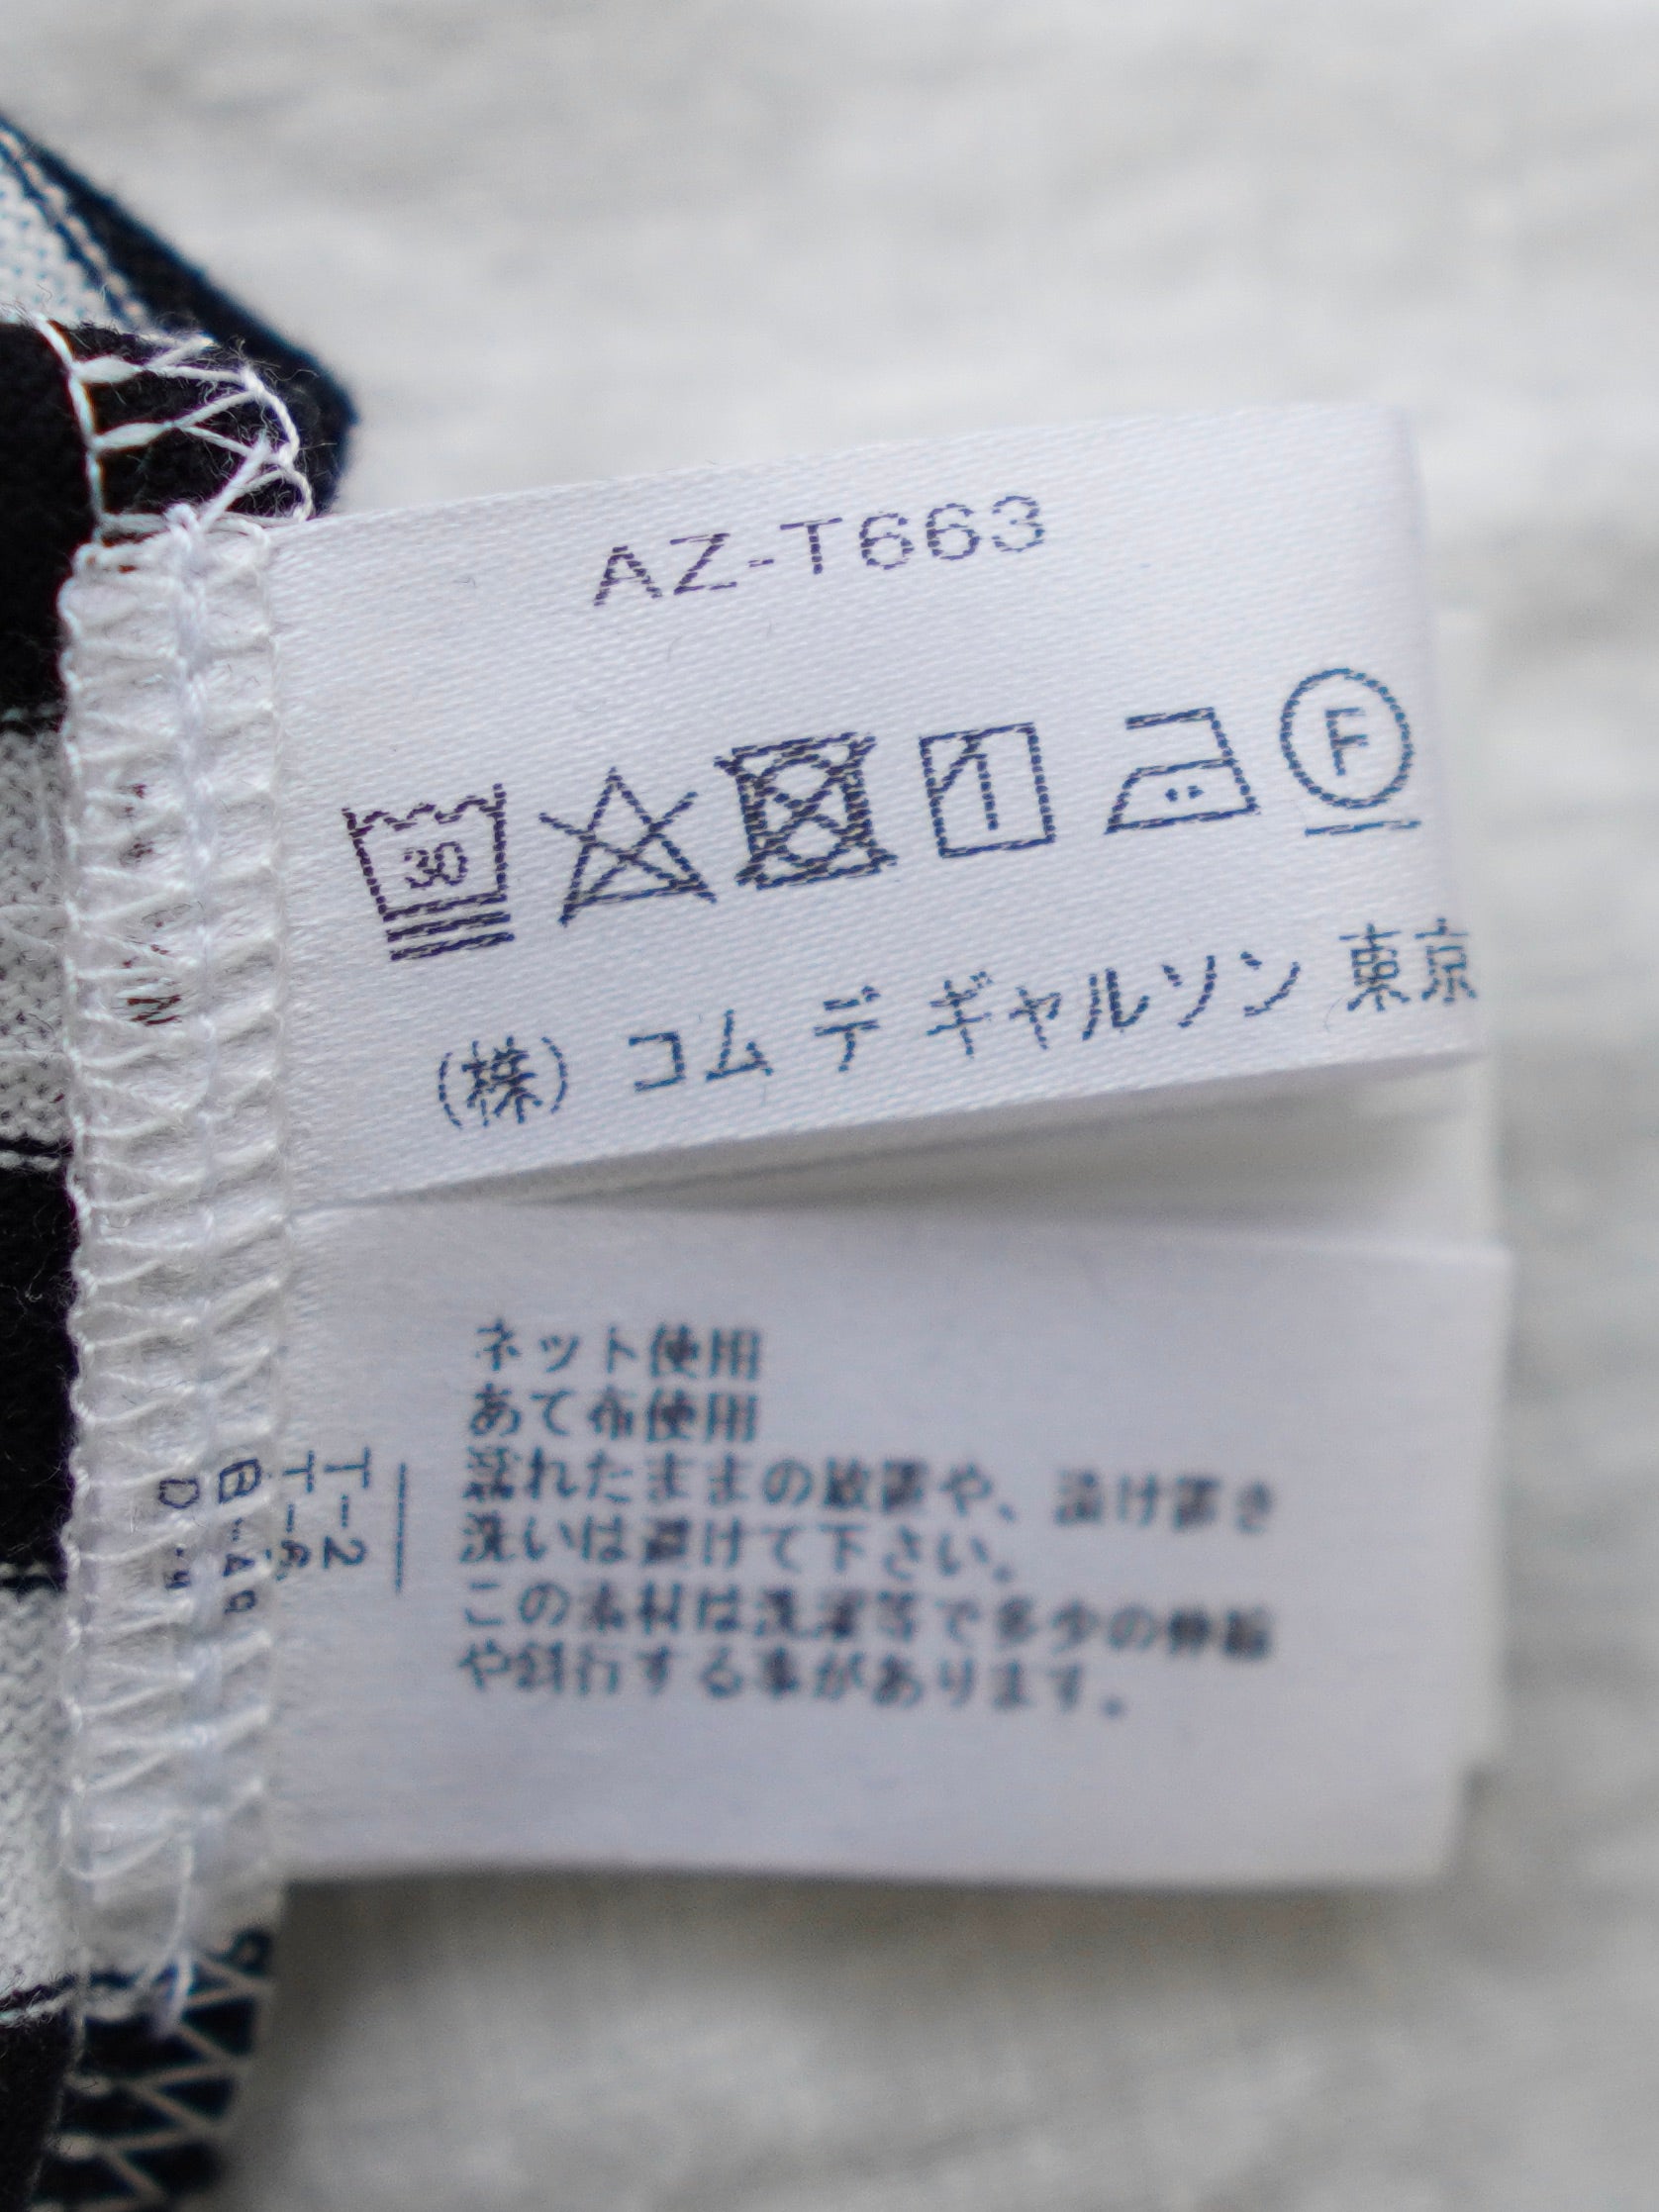 AZ-T663
30
F
(株) コム デ ギャルソン 東京
ネット使用
あて布使用
濡れたままの放置や、漬け置き
洗いは避けて下さい。
この素材は洗濯等で多少の伸縮
や斜行する事があります。
T-2